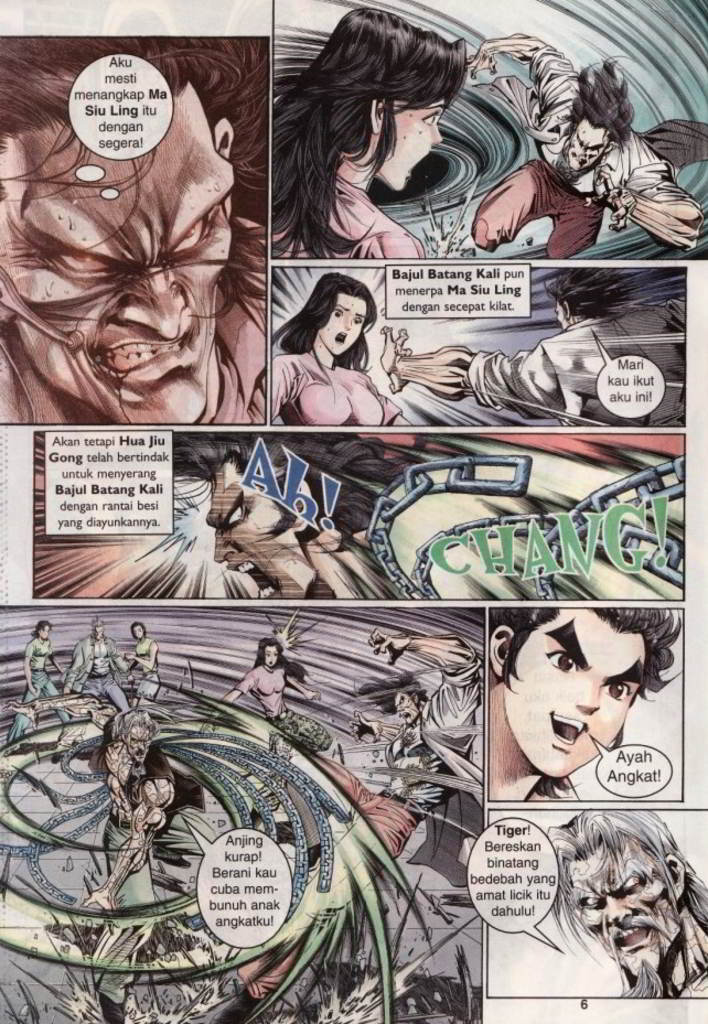 Aku
mesti
menangkap Ma
Siu Ling itu
dengan
segera!
Bajul Batang Kali pun
menerpa Ma Siu Ling
dengan secepat kilat.
Mari
kau ikut
aku ini!
Akan tetapi Hua Jiu
Gong telah bertindak
untuk menyerang
Bajul Batang Kali
dengan rantai besi
yang diayunkannya.
Ah!
CHANG!
Anjing
kurap!
Berani kau
cuba mem-
bunuh anak
angkatku!
Ayah
Angkat!
Tiger!
Bereskan
binatang
bedebah yang
amat licik itu
dahulu!
6